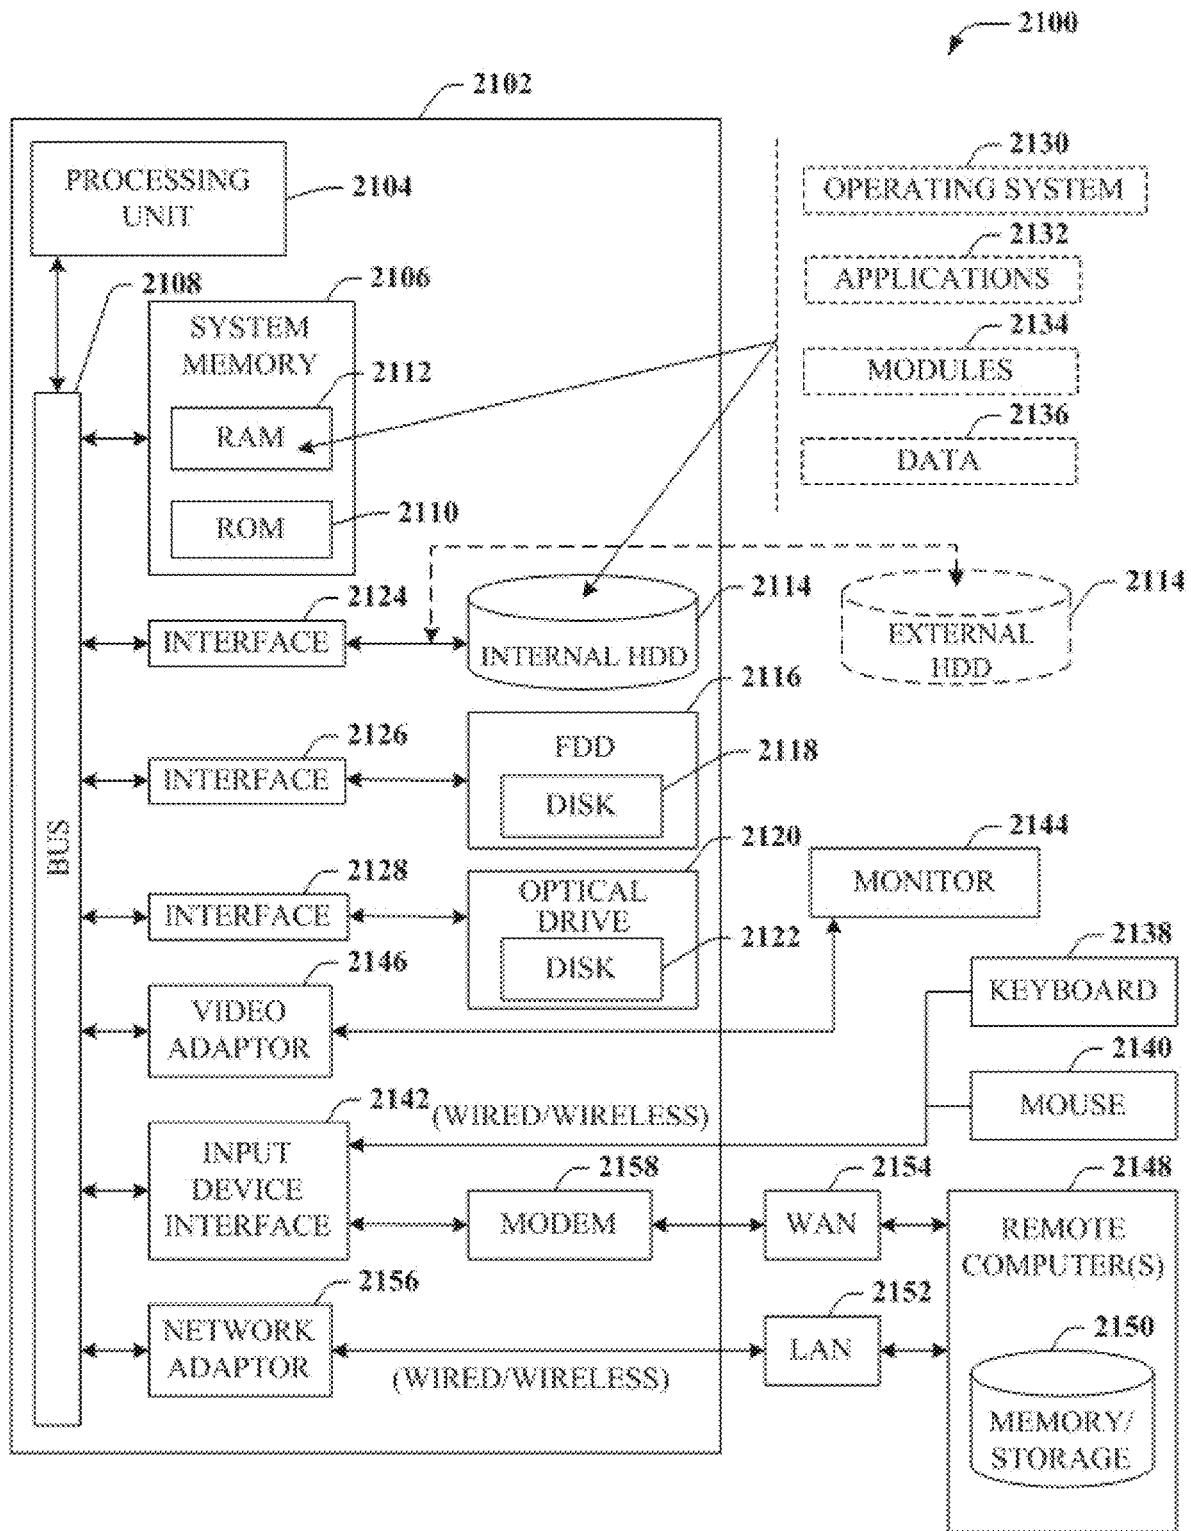 2100
2102
PROCESSING
UNIT
2104
2130
OPERATING SYSTEM
2132
APPLICATIONS
2134
MODULES
2136
DATA
2108
2106
SYSTEM
MEMORY
2112
RAM
2110
ROM
BUS
2124
INTERFACE
2114
INTERNAL HDD
2114
EXTERNAL
HDD
2126
INTERFACE
2116
FDD
2118
DISK
2128
INTERFACE
2120
OPTICAL
DRIVE
2122
DISK
2144
MONITOR
2146
VIDEO
ADAPTOR
2138
KEYBOARD
2140
MOUSE
2142
(WIRED/WIRELESS)
INPUT
DEVICE
INTERFACE
2158
MODEM
2154
WAN
2148
REMOTE
COMPUTER(S)
2156
NETWORK
ADAPTOR
(WIRED/WIRELESS)
2152
LAN
2150
MEMORY/
STORAGE